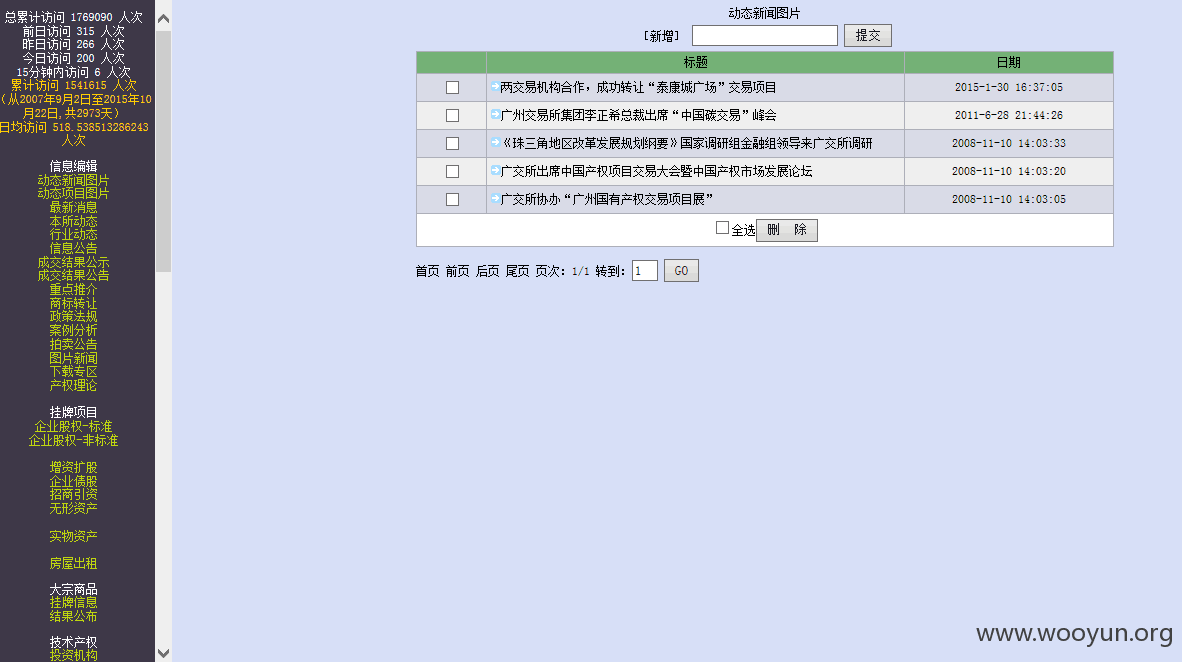 总累计访问 1769090 人次
前日访问 315 人次
昨日访问 266 人次
今日访问 200 人次
15分钟内访问 6 人次
累计访问 1541615 人次
(从2007年9月2日至2015年10
月22日,共2973天)
日均访问 518.538513286243
人次
信息编辑
动态新闻图片
动态项目图片
最新消息
本所动态
行业动态
信息公告
成交结果公示
成交结果公告
重点推介
商标转让
政策法规
案例分析
拍卖公告
图片新闻
下载专区
产权理论
挂牌项目
企业股权-标准
企业股权-非标准
增资扩股
企业债股
招商引资
无形资产
实物资产
房屋出租
大宗商品
挂牌信息
结果公布
技术产权
投资机构
动态新闻图片
[新增] 提交
标题 日期
两交易机构合作，成功转让“泰康城广场”交易项目 2015-1-30 16:37:05
广州交易所集团李正希总裁出席“中国碳交易”峰会 2011-6-28 21:44:26
《珠三角地区改革发展规划纲要》国家调研组金融组领导来广交所调研 2008-11-10 14:03:33
广交所出席中国产权项目交易大会暨中国产权市场发展论坛 2008-11-10 14:03:20
广交所协办“广州国有产权交易项目展” 2008-11-10 14:03:05
全选 删 除
首页 前页 后页 尾页 页次：1/1 转到： 1 GO
www.wooyun.org